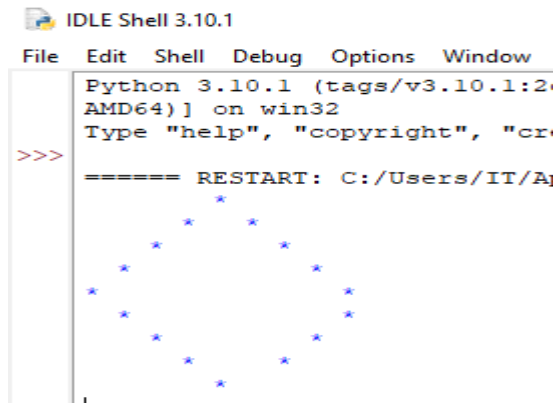 IDLE Shell 3.10.1
File Edit Shell Debug Options Window
Python 3.10.1 (tags/v3.10.1:2
AMD64)] on win32
Type "help", "copyright", "cre
>>>
====== RESTART: C:/Users/IT/Ap
        *
      *   *
    *       *
  *           *
*               *
  *             *
    *         *
      *     *
        *